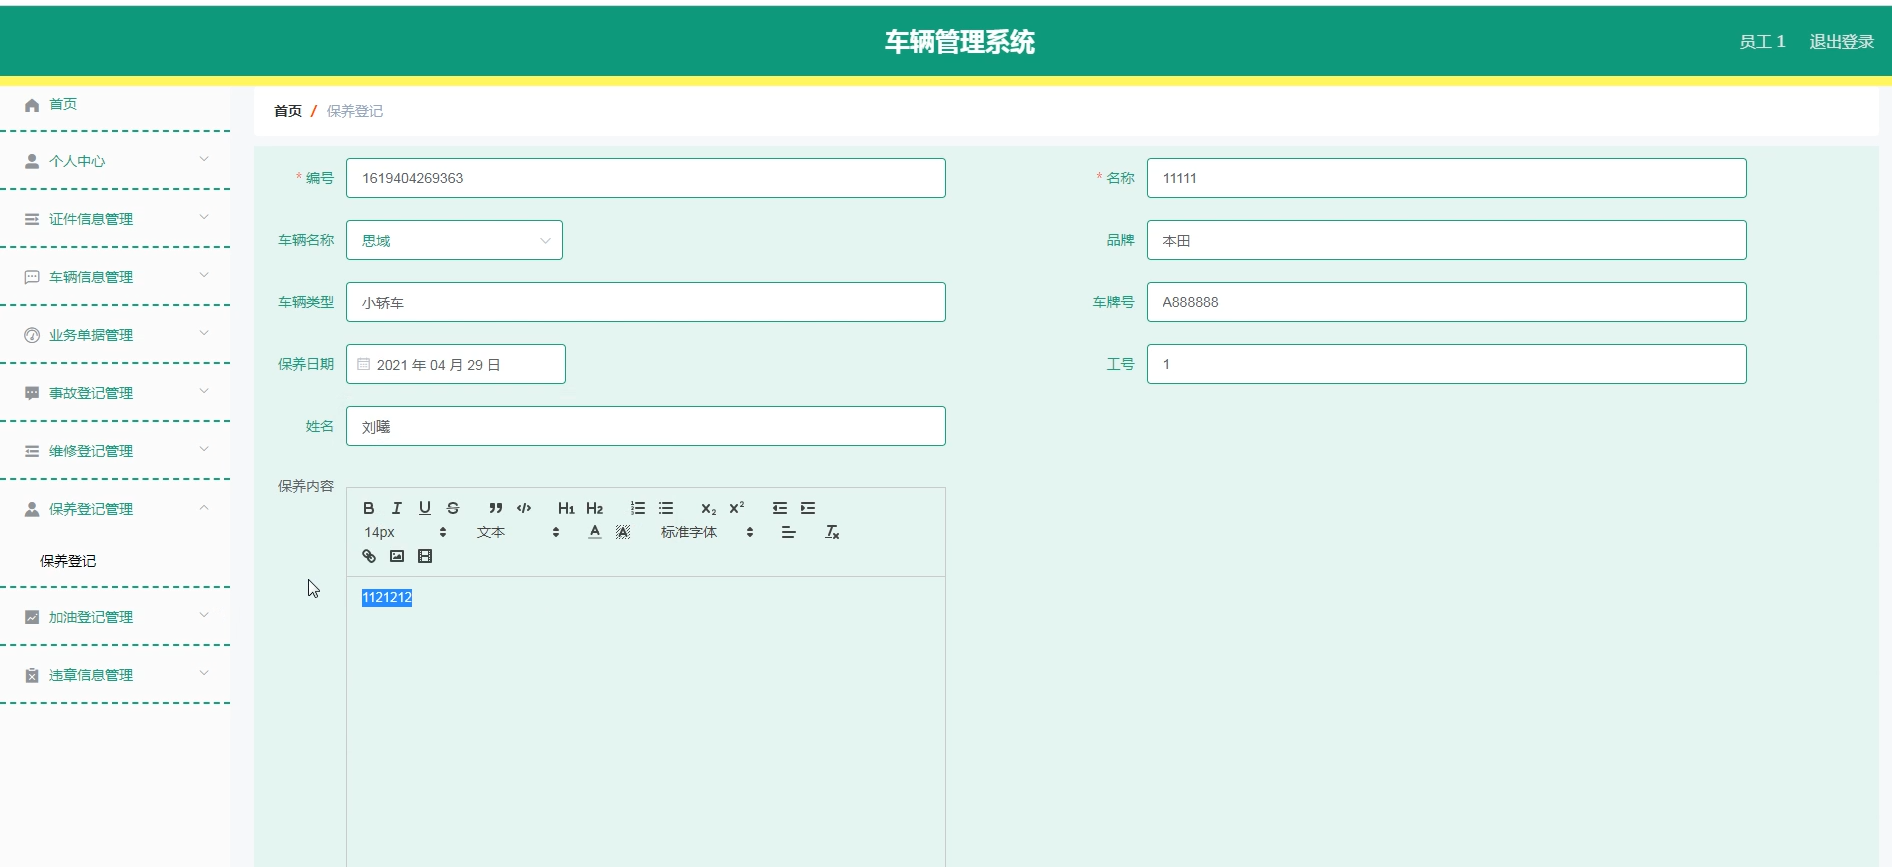 车辆管理系统
员工 1 退出登录
首页
个人中心
证件信息管理
车辆信息管理
业务单据管理
事故登记管理
维修登记管理
保养登记管理
保养登记
加油登记管理
违章信息管理
首页 / 保养登记
* 编号 1619404269363
* 名称 11111
车辆名称 思域
品牌 本田
车辆类型 小轿车
车牌号 A888888
保养日期 2021 年 04 月 29 日
工号 1
姓名 刘曦
保养内容
B I U S H1 H2 X2 X2
14px 文本 A A 标准字体 Tx
1121212